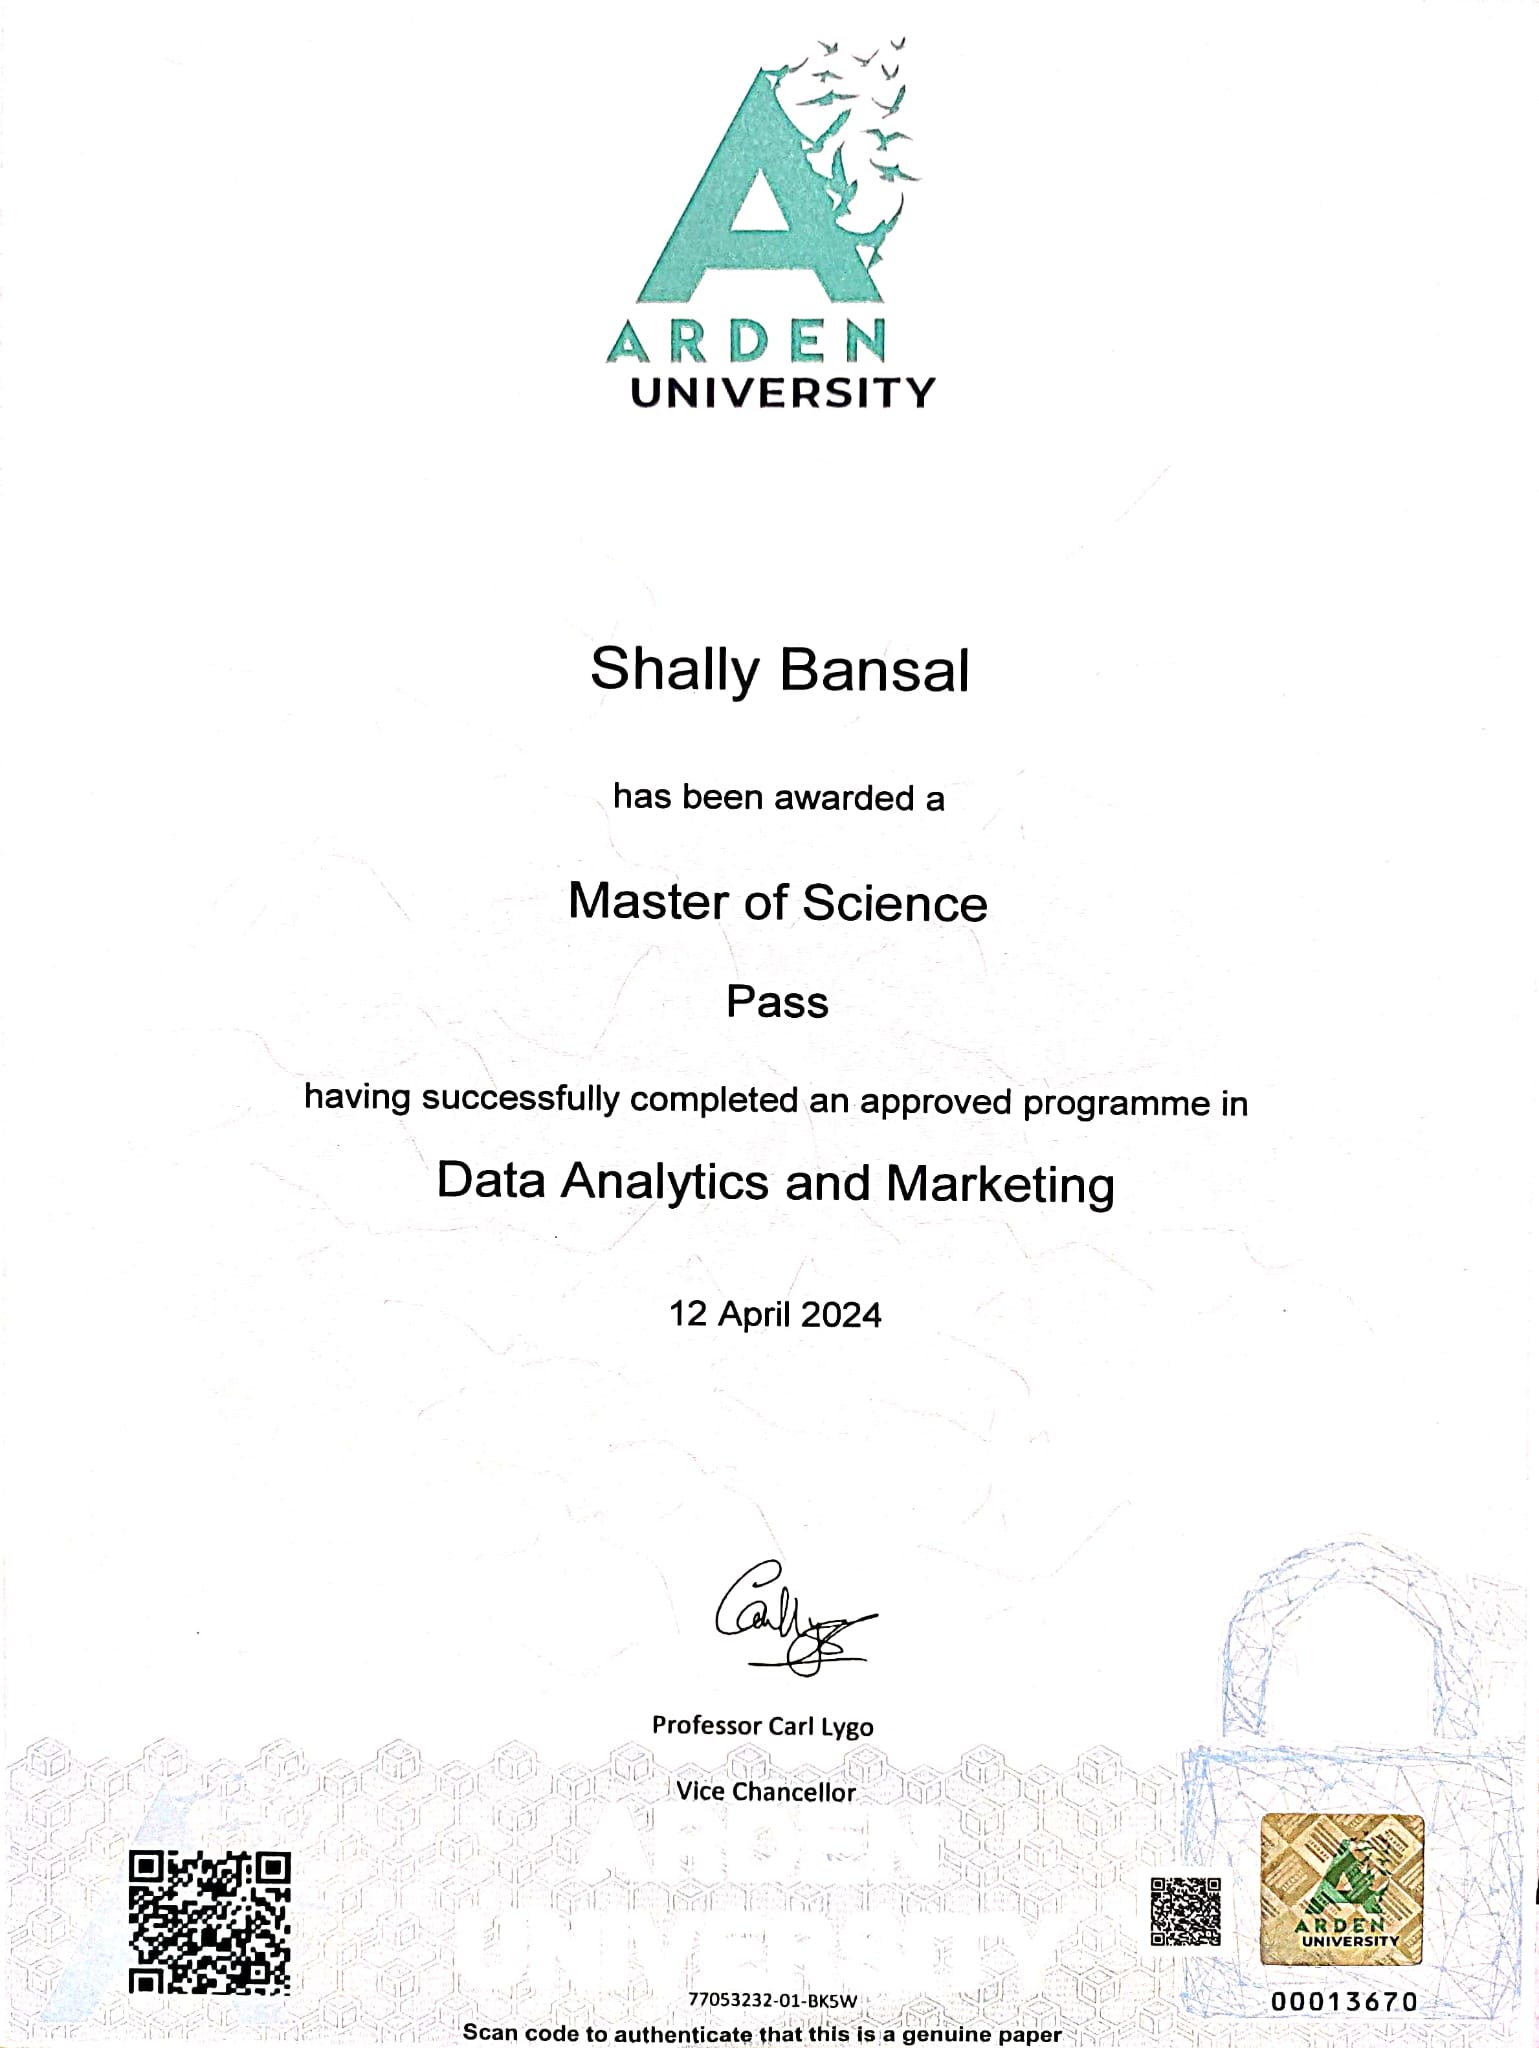 ARDEN
UNIVERSITY
Shally Bansal
has been awarded a
Master of Science
Pass
having successfully completed an approved programme in
Data Analytics and Marketing
12 April 2024
Professor Carl Lygo
Vice Chancellor
ARDEN
UNIVERSITY
ARDEN
UNIVERSITY
77053232-01-BK5W
00013670
Scan code to authenticate that this is a genuine paper